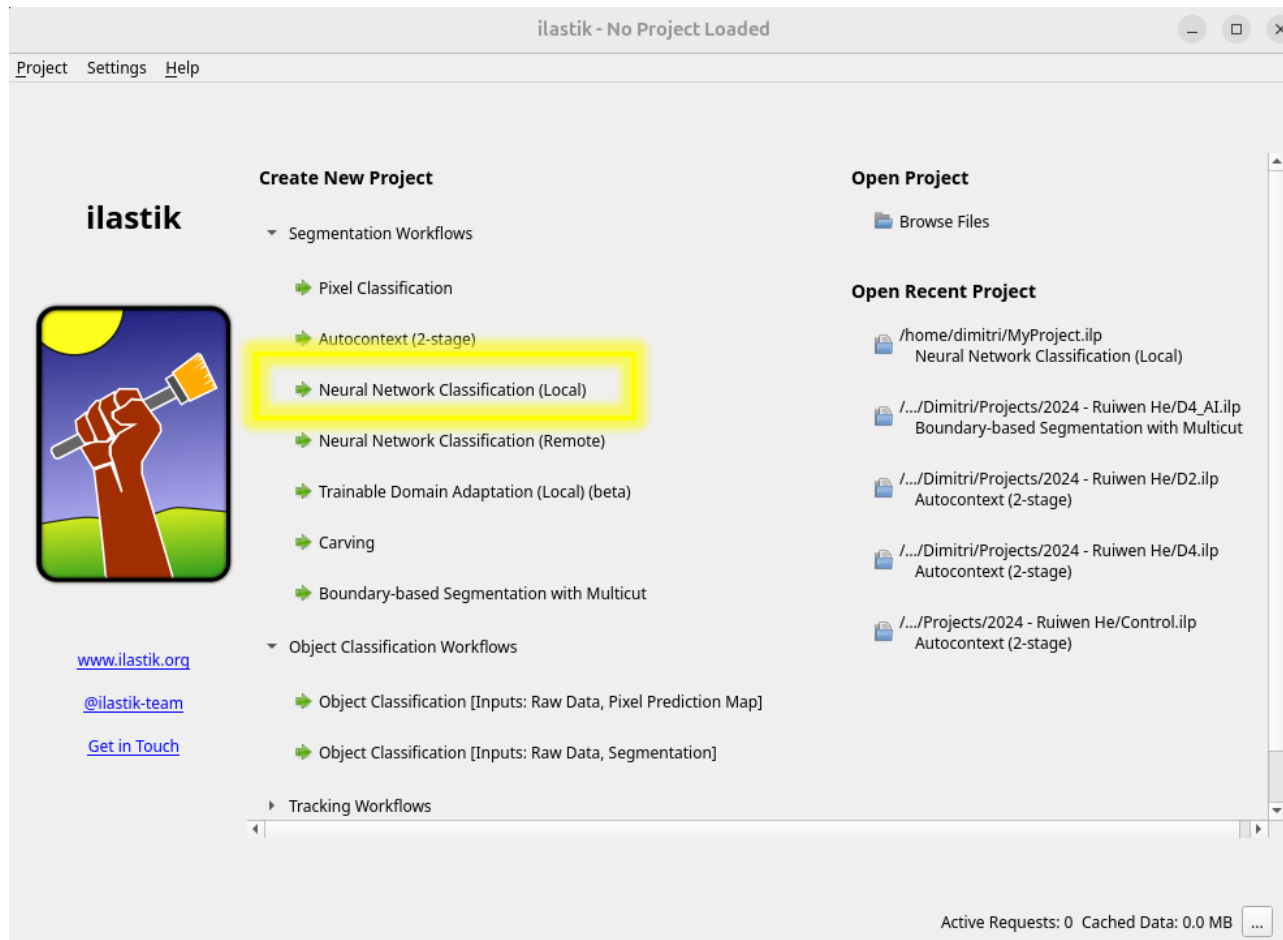 ilastik - No Project Loaded
Project Settings Help
ilastik
www.ilastik.org
@ilastik-team
Get in Touch
Create New Project
Segmentation Workflows
Pixel Classification
Autocontext (2-stage)
Neural Network Classification (Local)
Neural Network Classification (Remote)
Trainable Domain Adaptation (Local) (beta)
Carving
Boundary-based Segmentation with Multicut
Object Classification Workflows
Object Classification [Inputs: Raw Data, Pixel Prediction Map]
Object Classification [Inputs: Raw Data, Segmentation]
Tracking Workflows
Open Project
Browse Files
Open Recent Project
/home/dimitri/MyProject.ilp
Neural Network Classification (Local)
/.../Dimitri/Projects/2024 - Ruiwen He/D4_AI.ilp
Boundary-based Segmentation with Multicut
/.../Dimitri/Projects/2024 - Ruiwen He/D2.ilp
Autocontext (2-stage)
/.../Dimitri/Projects/2024 - Ruiwen He/D4.ilp
Autocontext (2-stage)
/.../Projects/2024 - Ruiwen He/Control.ilp
Autocontext (2-stage)
Active Requests: 0 Cached Data: 0.0 MB ...